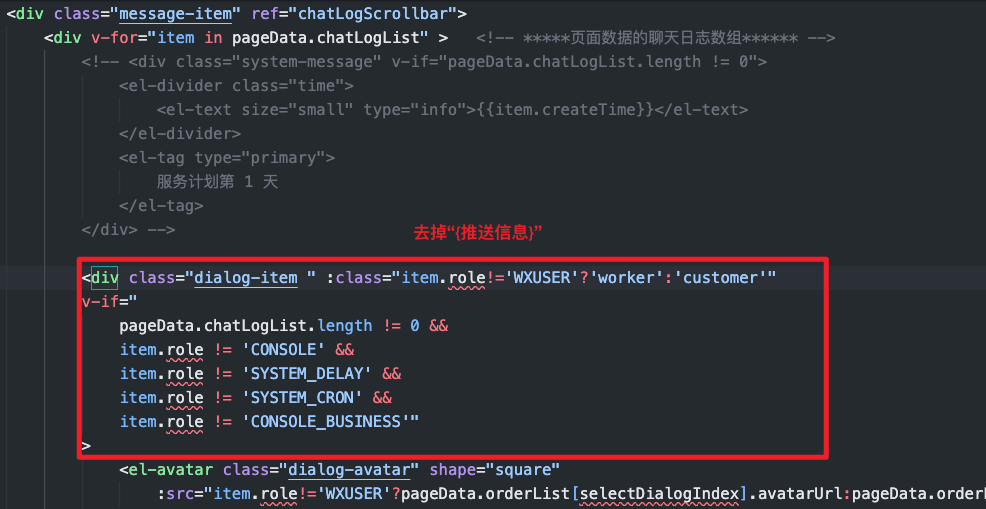 <div class="message-item" ref="chatLogScrollbar">
<div v-for="item in pageData.chatLogList" > <!-- *****页面数据的聊天日志数组****** -->
<!-- <div class="system-message" v-if="pageData.chatLogList.length != 0">
<el-divider class="time">
<el-text size="small" type="info">{{item.createTime}}</el-text>
</el-divider>
<el-tag type="primary">
服务计划第 1 天
</el-tag>
</div> -->
去掉“{推送信息}”
<div class="dialog-item " :class="item.role!='WXUSER'?'worker':'customer'"
v-if="
pageData.chatLogList.length != 0 &&
item.role != 'CONSOLE' &&
item.role != 'SYSTEM_DELAY' &&
item.role != 'SYSTEM_CRON' &&
item.role != 'CONSOLE_BUSINESS'"
>
<el-avatar class="dialog-avatar" shape="square"
:src="item.role!='WXUSER'?pageData.orderList[selectDialogIndex].avatarUrl:pageData.order